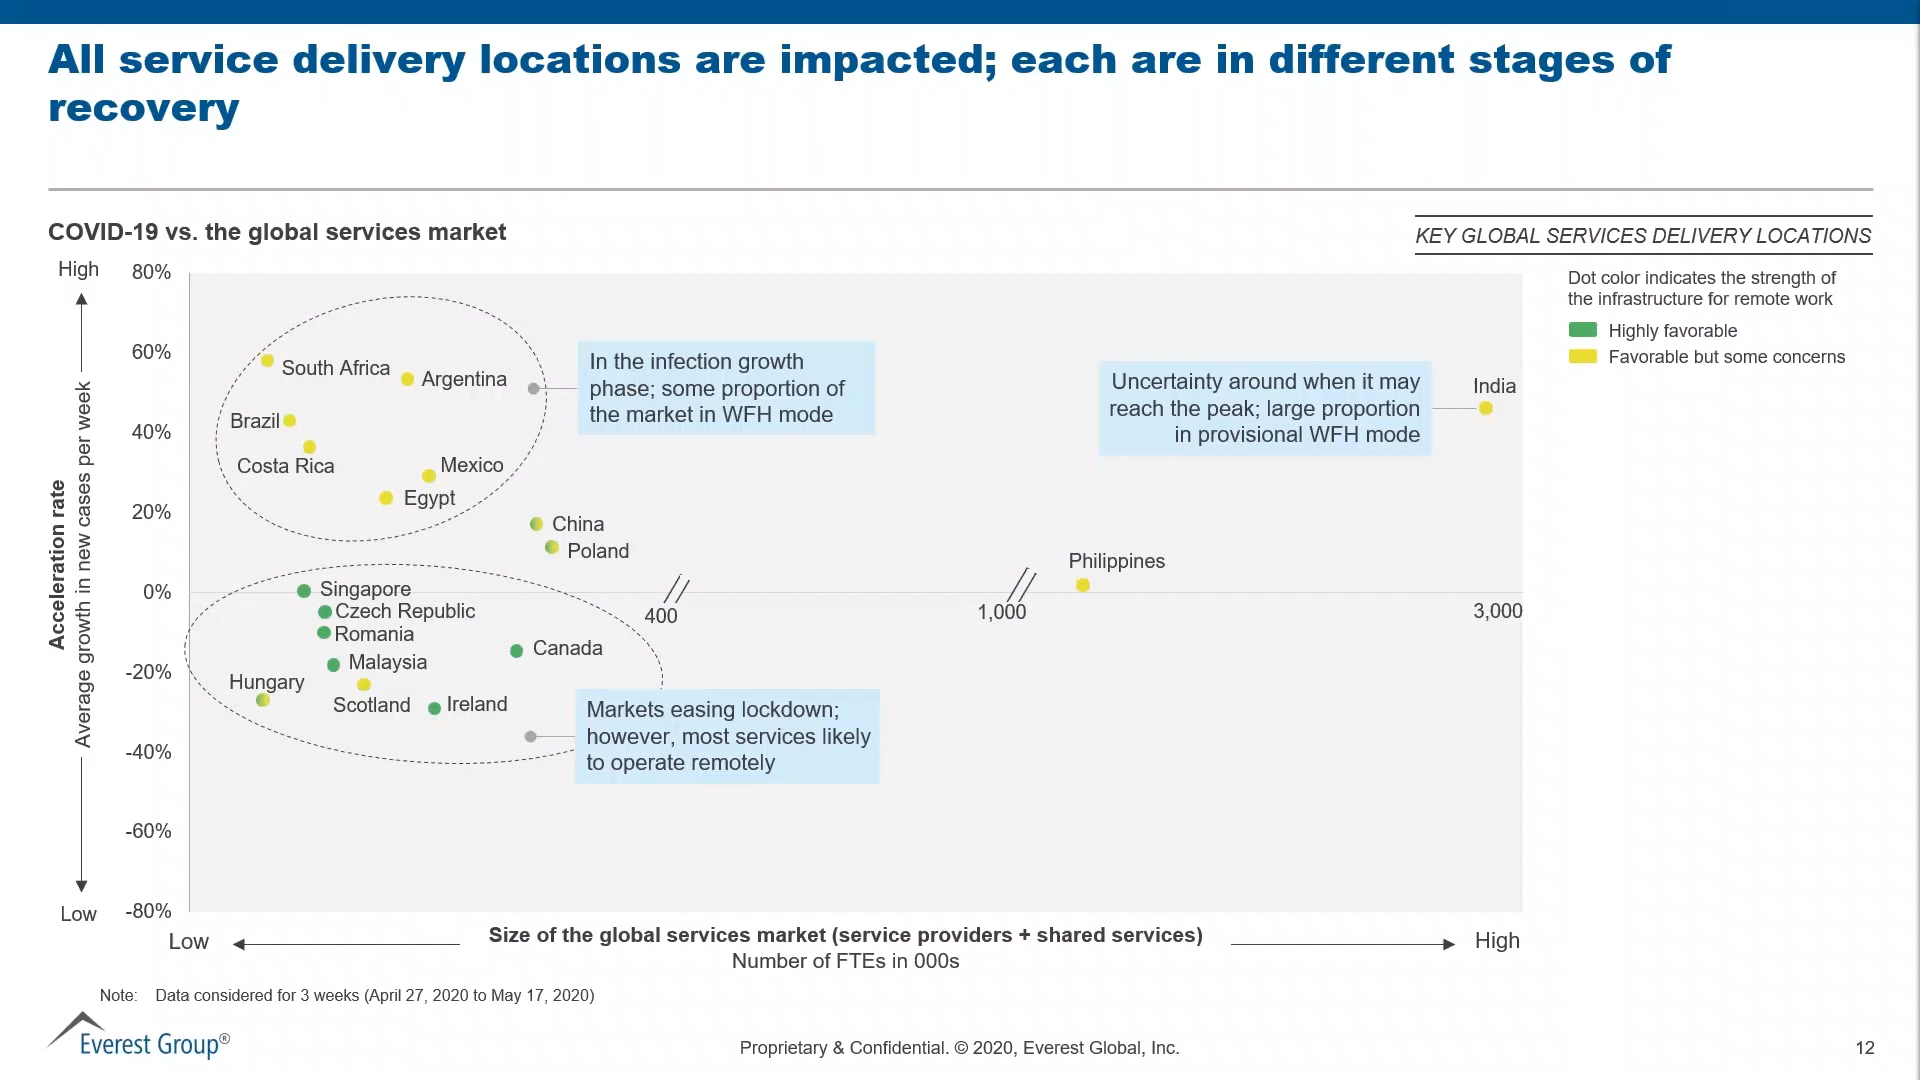 All service delivery locations are impacted; each are in different stages of
recovery
COVID-19 vs. the global services market
KEY GLOBAL SERVICES DELIVERY LOCATIONS
Dot color indicates the strength of
the infrastructure for remote work
Highly favorable
Favorable but some concerns
High
Acceleration rate
Average growth in new cases per week
Low
80%
60%
40%
20%
0%
-20%
-40%
-60%
-80%
South Africa
Argentina
Brazil
Costa Rica
Mexico
Egypt
In the infection growth
phase; some proportion of
the market in WFH mode
Uncertainty around when it may
reach the peak; large proportion
in provisional WFH mode
India
China
Poland
Philippines
Singapore
Czech Republic
Romania
Malaysia
Canada
Hungary
Scotland
Ireland
400
1,000
3,000
Markets easing lockdown;
however, most services likely
to operate remotely
Low
Size of the global services market (service providers + shared services)
Number of FTEs in 000s
High
Note: Data considered for 3 weeks (April 27, 2020 to May 17, 2020)
Everest Group®
Proprietary & Confidential. © 2020, Everest Global, Inc.
12